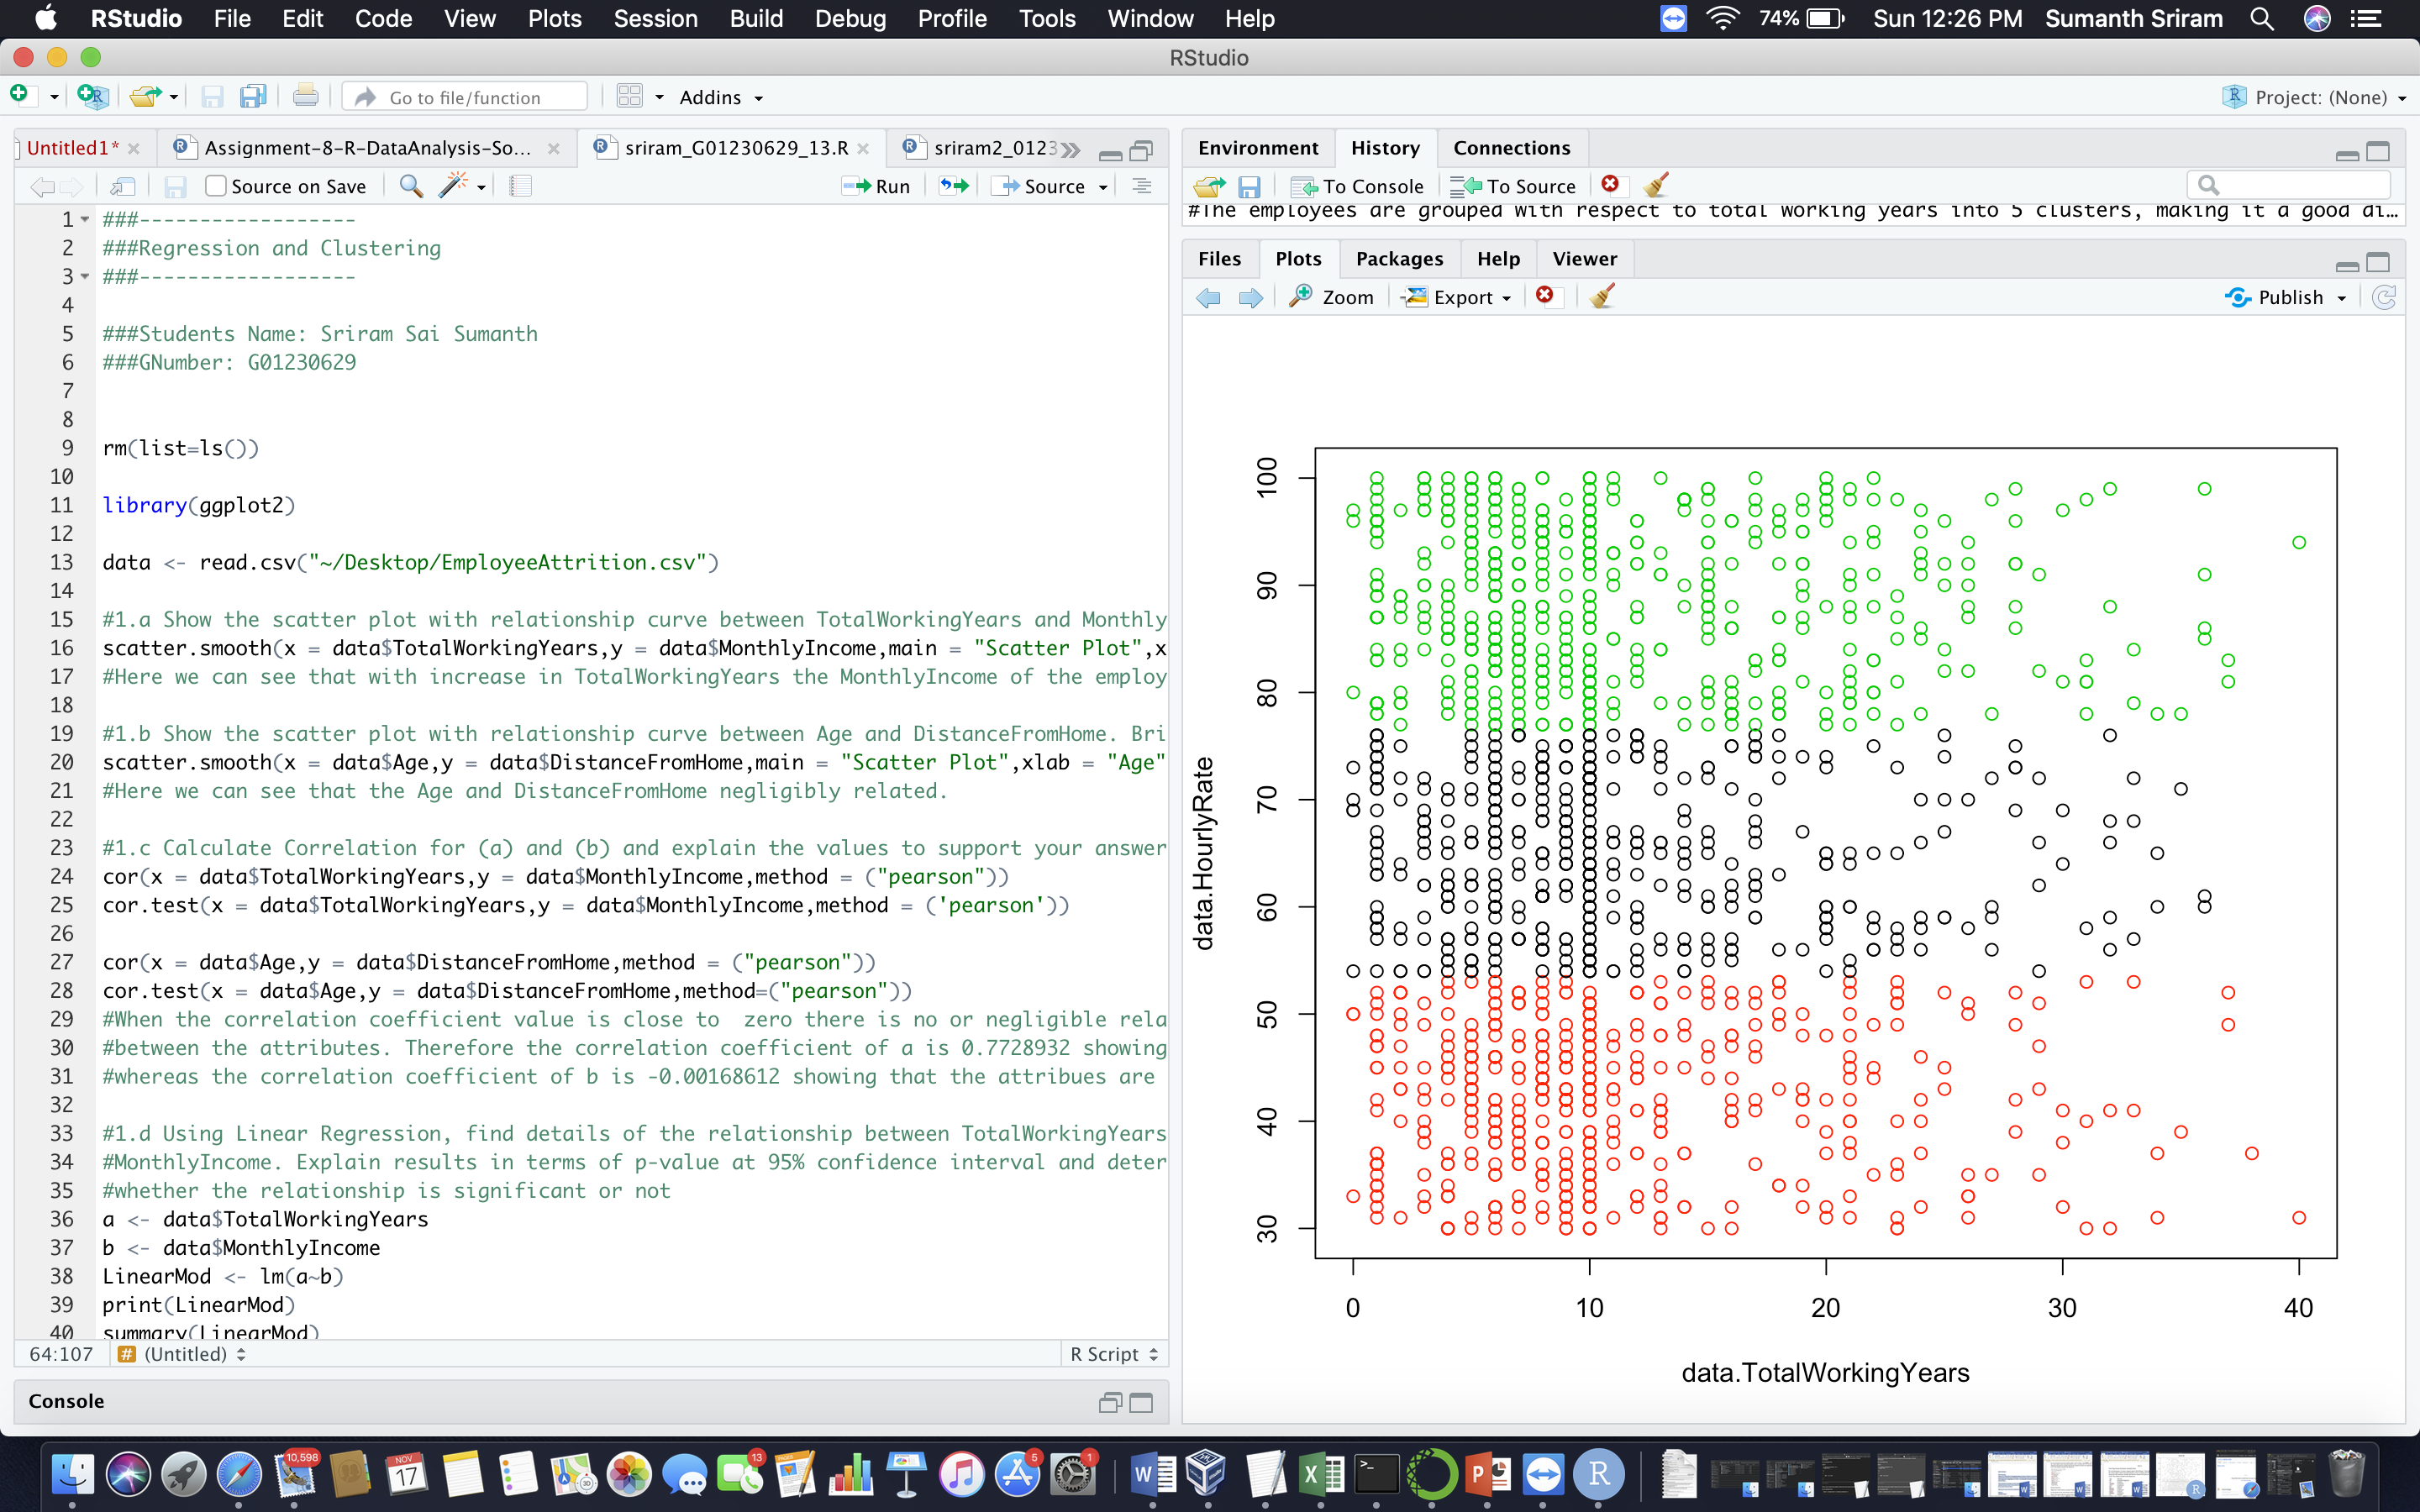 RStudio File Edit Code View Plots Session Build Debug Profile Tools Window Help 74% Sun 12:26 PM Sumanth Sriram
RStudio
Go to file/function Addins Project: (None)
Untitled1* Assignment-8-R-DataAnalysis-So... sriram_G01230629_13.R sriram2_0123
Source on Save Run Source
1 ###------------------
2 ###Regression and Clustering
3 ###------------------
4
5 ###Students Name: Sriram Sai Sumanth
6 ###GNumber: G01230629
7
8
9 rm(list=ls())
10
11 library(ggplot2)
12
13 data <- read.csv("~/Desktop/EmployeeAttrition.csv")
14
15 #1.a Show the scatter plot with relationship curve between TotalWorkingYears and Monthly
16 scatter.smooth(x = data$TotalWorkingYears,y = data$MonthlyIncome,main = "Scatter Plot",x
17 #Here we can see that with increase in TotalWorkingYears the MonthlyIncome of the employ
18
19 #1.b Show the scatter plot with relationship curve between Age and DistanceFromHome. Bri
20 scatter.smooth(x = data$Age,y = data$DistanceFromHome,main = "Scatter Plot",xlab = "Age"
21 #Here we can see that the Age and DistanceFromHome negligibly related.
22
23 #1.c Calculate Correlation for (a) and (b) and explain the values to support your answer
24 cor(x = data$TotalWorkingYears,y = data$MonthlyIncome,method = ("pearson"))
25 cor.test(x = data$TotalWorkingYears,y = data$MonthlyIncome,method = ('pearson'))
26
27 cor(x = data$Age,y = data$DistanceFromHome,method = ("pearson"))
28 cor.test(x = data$Age,y = data$DistanceFromHome,method=("pearson"))
29 #When the correlation coefficient value is close to  zero there is no or negligible rela
30 #between the attributes. Therefore the correlation coefficient of a is 0.7728932 showing
31 #whereas the correlation coefficient of b is -0.00168612 showing that the attribues are
32
33 #1.d Using Linear Regression, find details of the relationship between TotalWorkingYears
34 #MonthlyIncome. Explain results in terms of p-value at 95% confidence interval and deter
35 #whether the relationship is significant or not
36 a <- data$TotalWorkingYears
37 b <- data$MonthlyIncome
38 LinearMod <- lm(a~b)
39 print(LinearMod)
40 summary(LinearMod)
64:107 # (Untitled) R Script
Console
Environment History Connections
To Console To Source
#The employees are grouped with respect to total working years into 5 clusters, making it a good di...
Files Plots Packages Help Viewer
Zoom Export Publish
data.HourlyRate
100
90
80
70
60
50
40
30
0 10 20 30 40
data.TotalWorkingYears
10,598 NOV 17 13 5 1